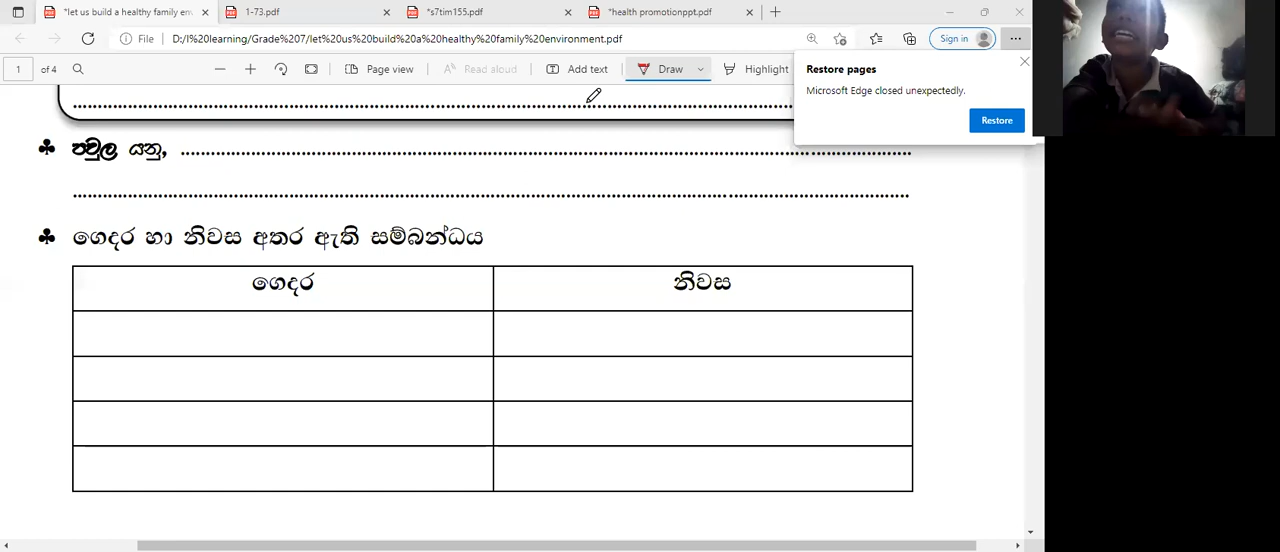 *let us build a healthy family env
1-73.pdf
*s7tim155.pdf
*health promotionppt.pdf
File D:/l%20learning/Grade%207/let%20us%20build%20a%20healthy%20family%20environment.pdf
Sign in
1 of 4
Page view
Read aloud
Add text
Draw
Highlight
Restore pages
Microsoft Edge closed unexpectedly.
Restore
♣ පවුල යනු, ................................................
................................................
♣ ගෙදර හා නිවස අතර ඇති සම්බන්ධය
ගෙදර නිවස